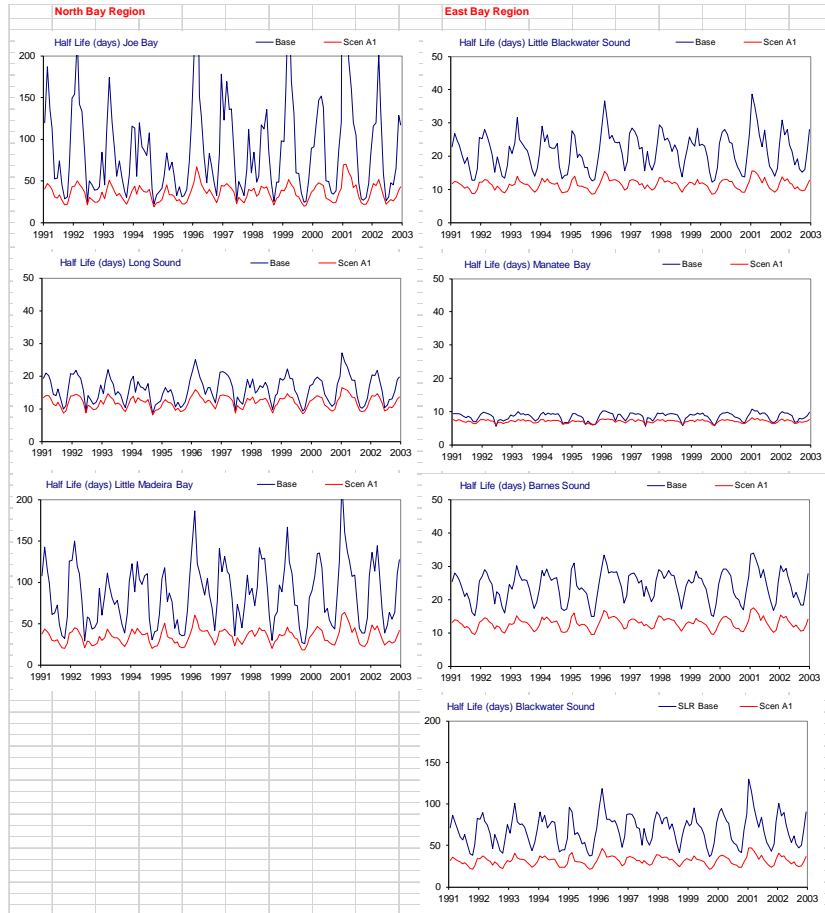 North Bay Region
East Bay Region
Half Life (days) Joe Bay
Base
Scen A1
200
150
100
50
0
1991 1992 1993 1994 1995 1996 1997 1998 1999 2000 2001 2002 2003
Half Life (days) Little Blackwater Sound
Base
Scen A1
50
40
30
20
10
0
1991 1992 1993 1994 1995 1996 1997 1998 1999 2000 2001 2002 2003
Half Life (days) Long Sound
Base
Scen A1
50
40
30
20
10
0
1991 1992 1993 1994 1995 1996 1997 1998 1999 2000 2001 2002 2003
Half Life (days) Manatee Bay
Base
Scen A1
50
40
30
20
10
0
1991 1992 1993 1994 1995 1996 1997 1998 1999 2000 2001 2002 2003
Half Life (days) Little Madeira Bay
Base
Scen A1
200
150
100
50
0
1991 1992 1993 1994 1995 1996 1997 1998 1999 2000 2001 2002 2003
Half Life (days) Barnes Sound
Base
Scen A1
50
40
30
20
10
0
1991 1992 1993 1994 1995 1996 1997 1998 1999 2000 2001 2002 2003
Half Life (days) Blackwater Sound
SLR Base
Scen A1
200
150
100
50
0
1991 1992 1993 1994 1995 1996 1997 1998 1999 2000 2001 2002 2003